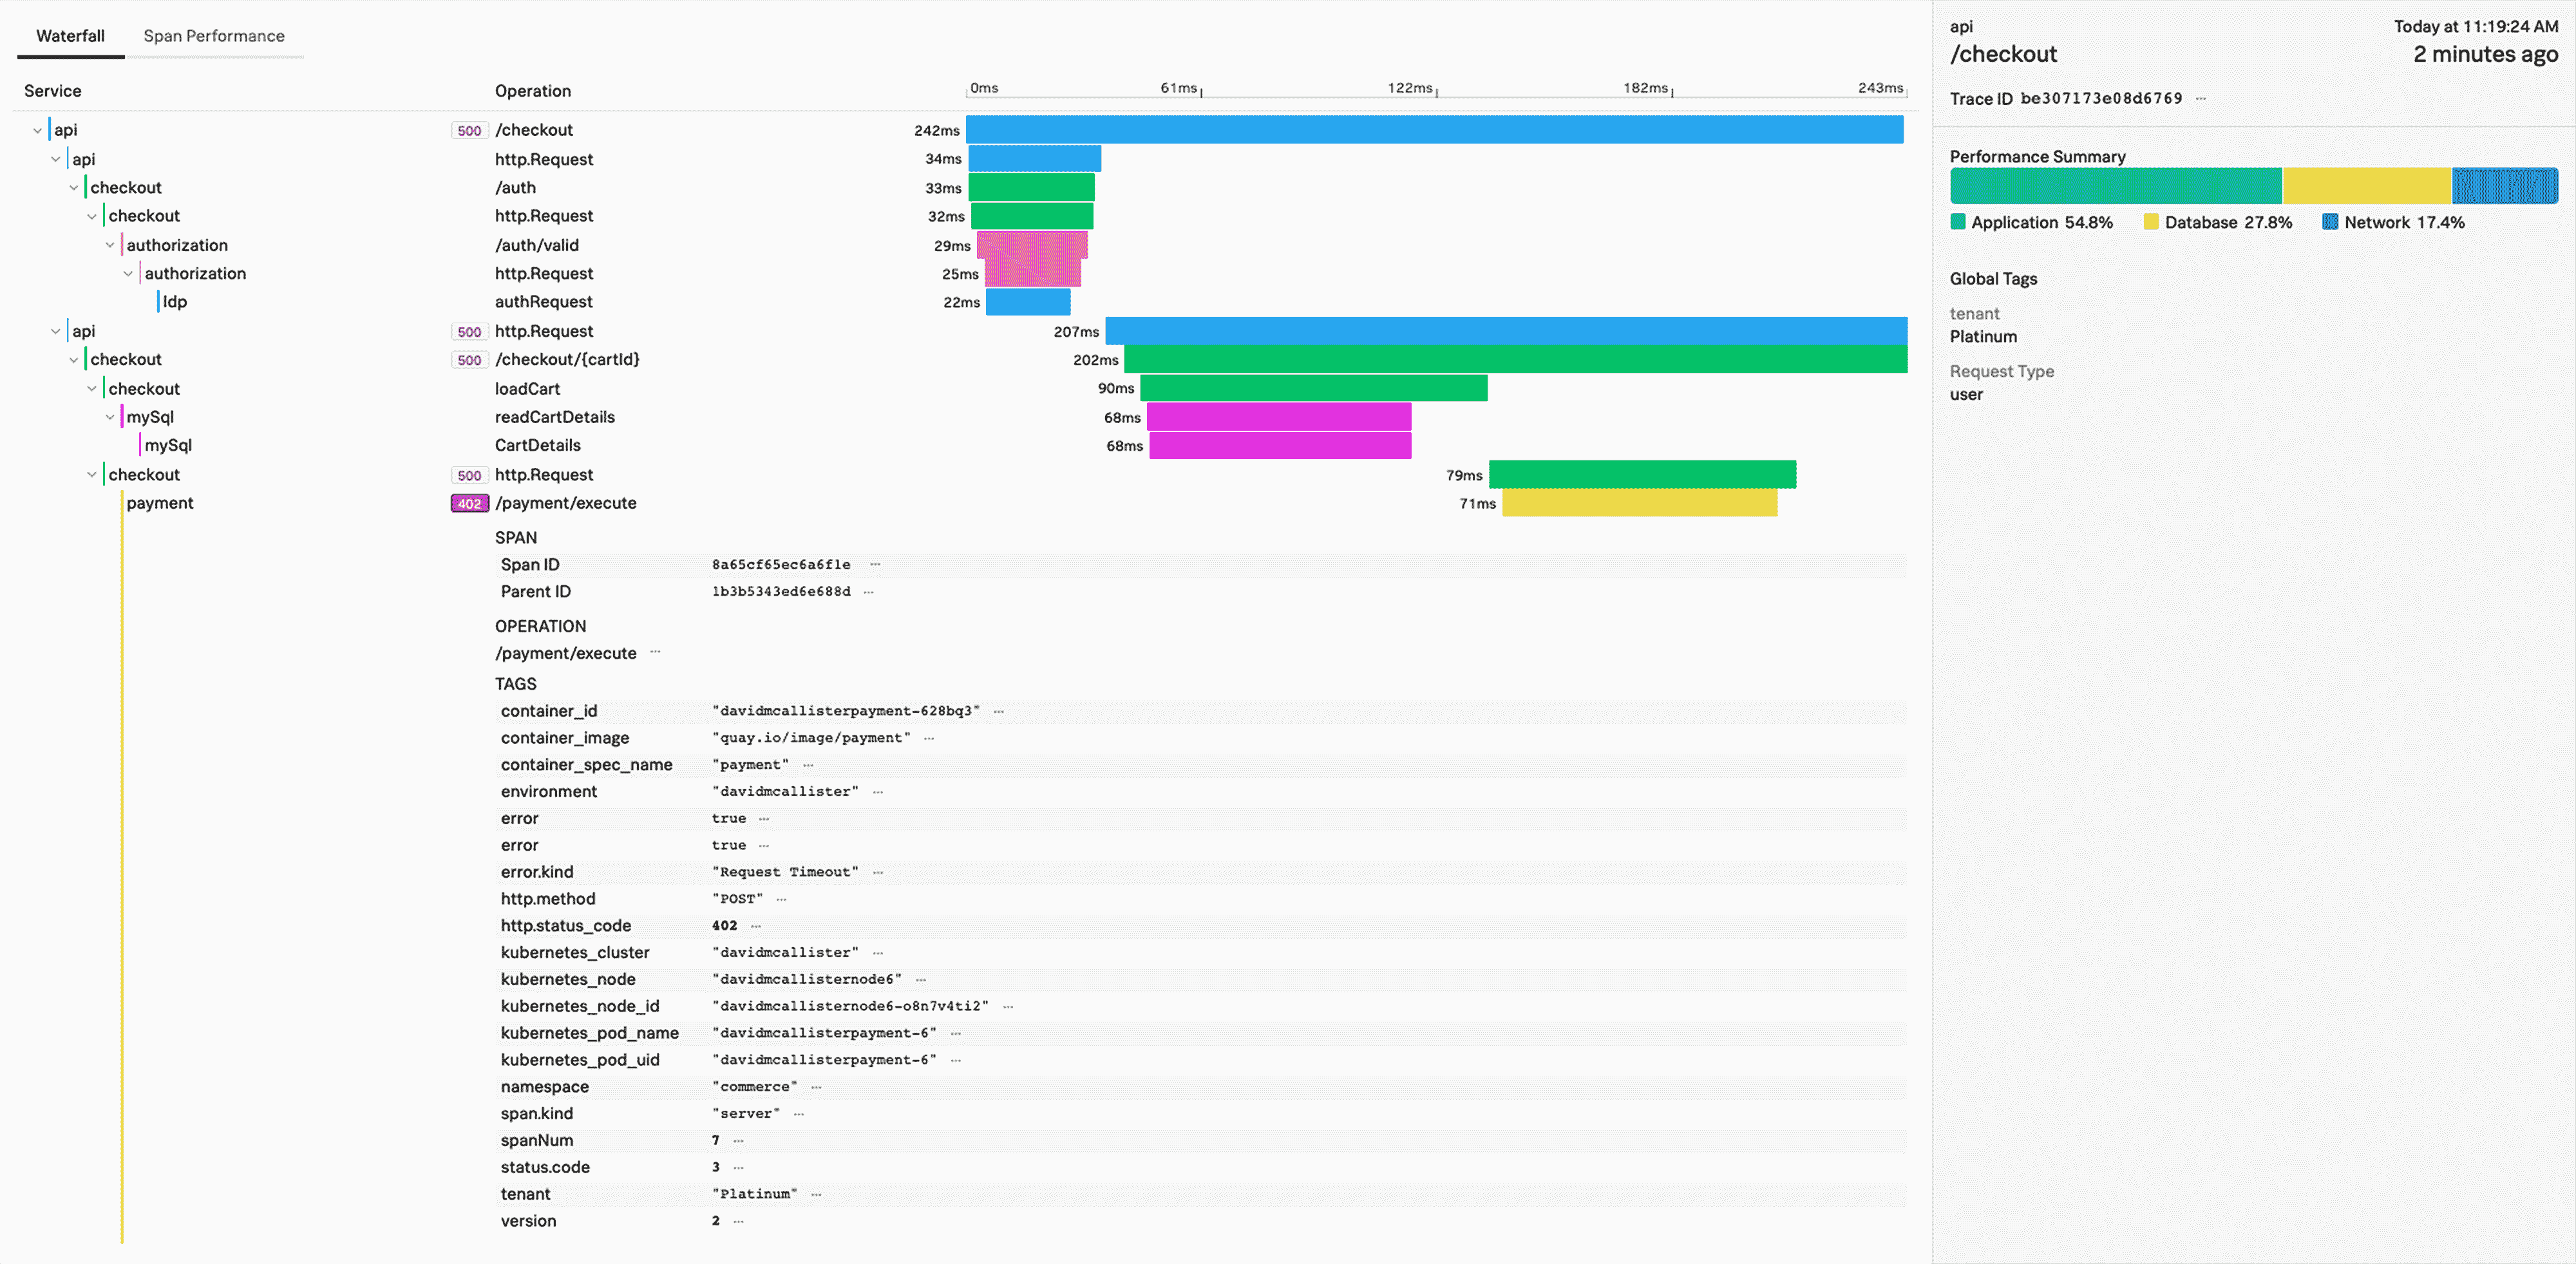 Waterfall Span Performance
Service Operation 0ms 61ms 122ms 182ms 243ms
api 500 /checkout 242ms
api http.Request 34ms
checkout /auth 33ms
checkout http.Request 32ms
authorization /auth/valid 29ms
authorization http.Request 25ms
ldp authRequest 22ms
api 500 http.Request 207ms
checkout 500 /checkout/{cartId} 202ms
checkout loadCart 90ms
mySql readCartDetails 68ms
mySql CartDetails 68ms
checkout 500 http.Request 79ms
payment 402 /payment/execute 71ms
SPAN
Span ID 8a65cf65ec6a6f1e ...
Parent ID 1b3b5343ed6e688d ...
OPERATION
/payment/execute ...
TAGS
container_id "davidmcallisterpayment-628bq3" ...
container_image "quay.io/image/payment" ...
container_spec_name "payment" ...
environment "davidmcallister" ...
error true ...
error true ...
error.kind "Request Timeout" ...
http.method "POST" ...
http.status_code 402 ...
kubernetes_cluster "davidmcallister" ...
kubernetes_node "davidmcallisternode6" ...
kubernetes_node_id "davidmcallisternode6-o8n7v4ti2" ...
kubernetes_pod_name "davidmcallisterpayment-6" ...
kubernetes_pod_uid "davidmcallisterpayment-6" ...
namespace "commerce" ...
span.kind "server" ...
spanNum 7 ...
status.code 3 ...
tenant "Platinum" ...
version 2 ...
api Today at 11:19:24 AM
/checkout 2 minutes ago
Trace ID be307173e08d6769 ...
Performance Summary
Application 54.8% Database 27.8% Network 17.4%
Global Tags
tenant
Platinum
Request Type
user